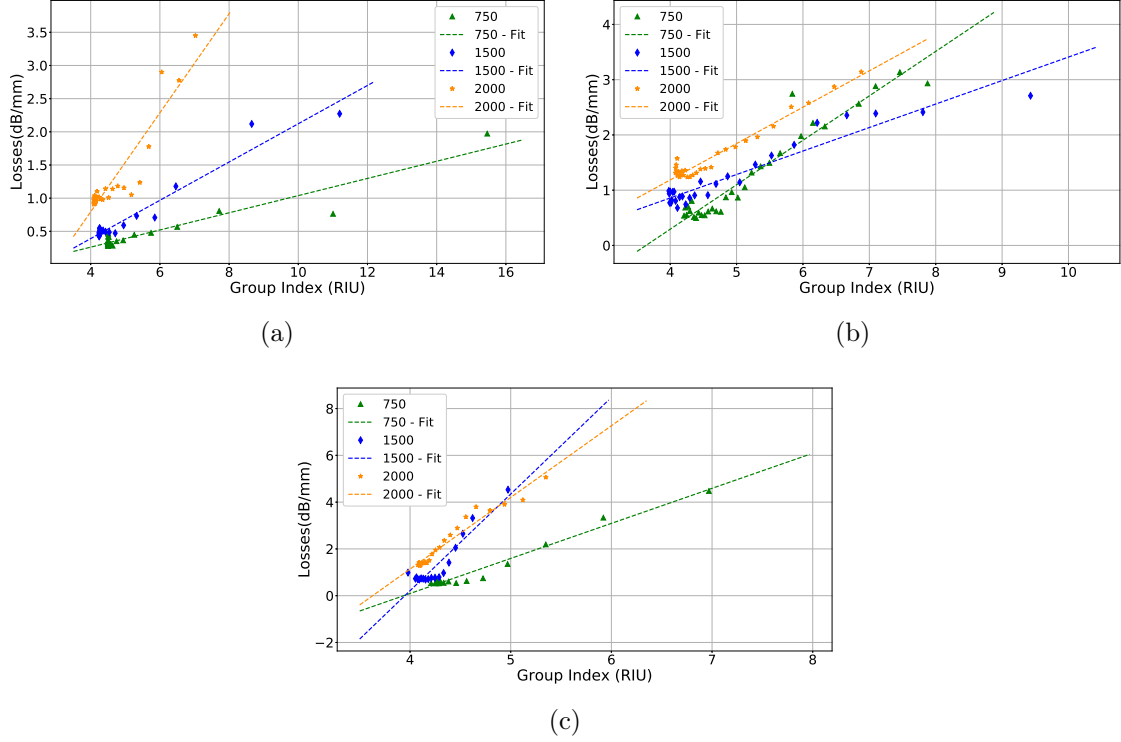 3.5
3.0
2.5
2.0
1.5
1.0
0.5
Losses(dB/mm)
4 6 8 10 12 14 16
Group Index (RIU)
750
750 - Fit
1500
1500 - Fit
2000
2000 - Fit
(a)
4
3
2
1
0
Losses(dB/mm)
4 5 6 7 8 9 10
Group Index (RIU)
750
750 - Fit
1500
1500 - Fit
2000
2000 - Fit
(b)
8
6
4
2
0
−2
Losses(dB/mm)
4 5 6 7 8
Group Index (RIU)
750
750 - Fit
1500
1500 - Fit
2000
2000 - Fit
(c)